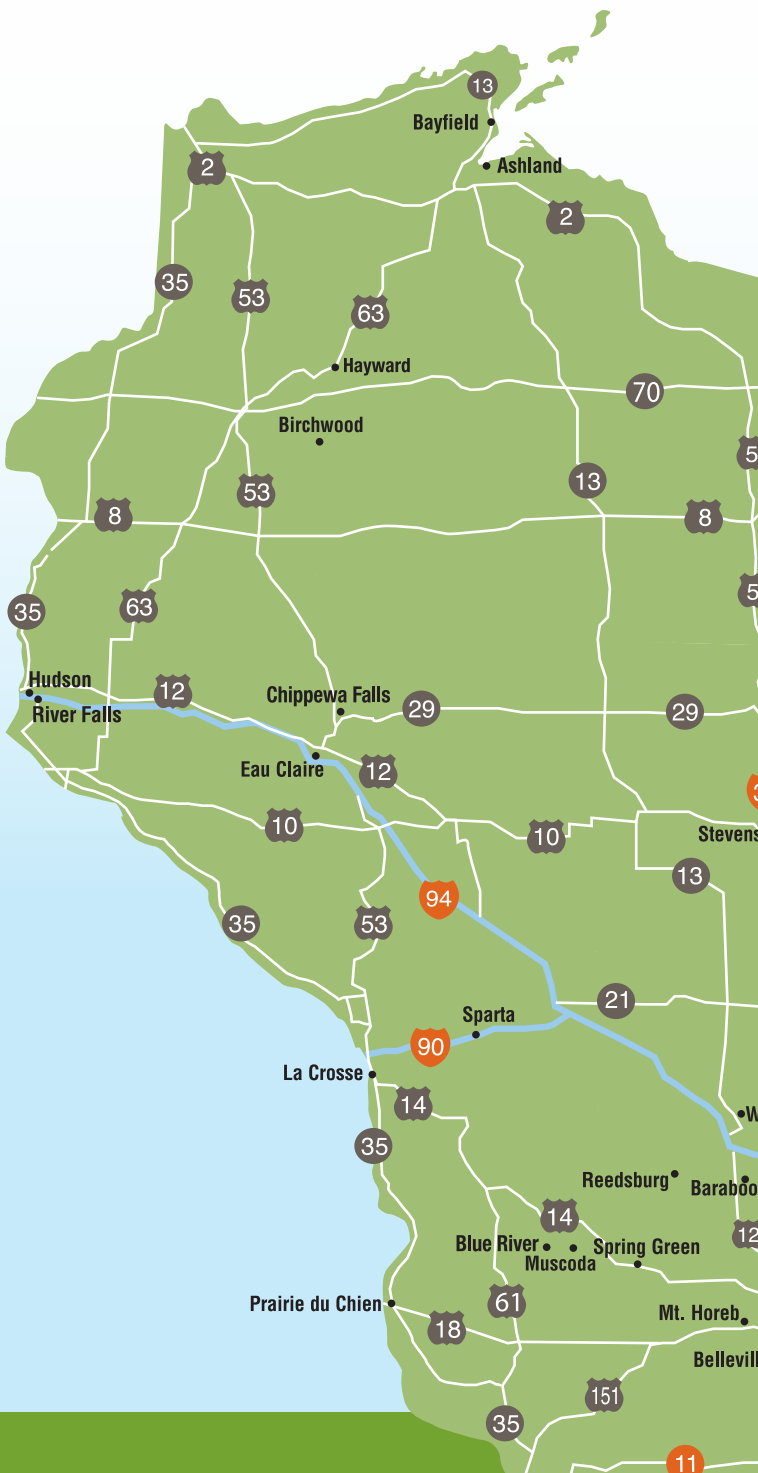 13
Bayfield
Ashland
2
2
35
53
63
Hayward
70
Birchwood
13
53
8
8
35
63
Hudson
12
Chippewa Falls
29
29
River Falls
Eau Claire
12
10
10
13
94
35
53
21
Sparta
90
La Crosse
14
35
Reedsburg
Baraboo
14
12
Blue River
Muscoda
Spring Green
Prairie du Chien
61
18
Mt. Horeb
151
35
11